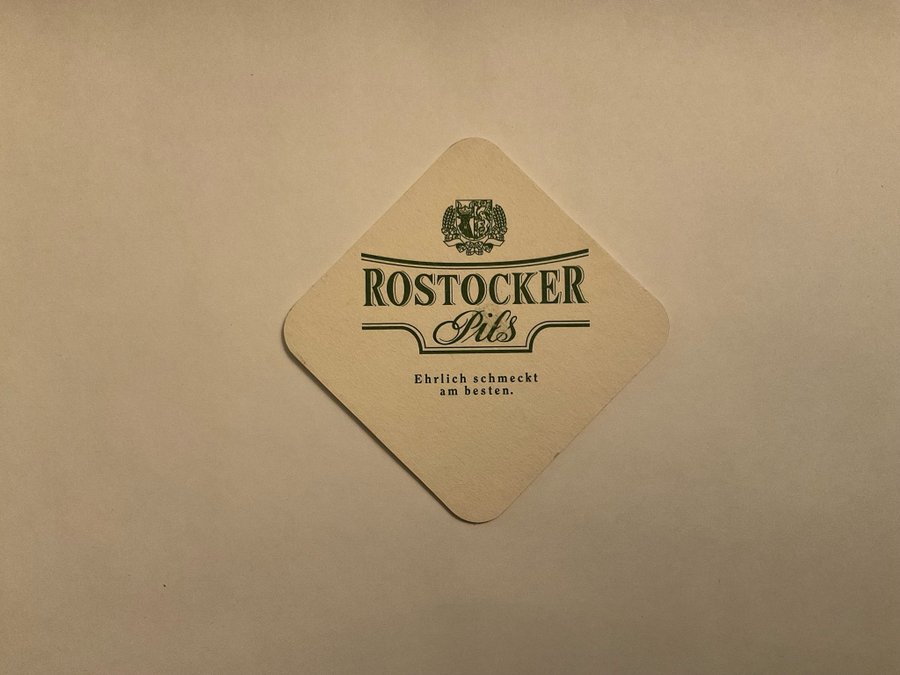 ROSTOCKER
Pils
Ehrlich schmeckt
am besten.